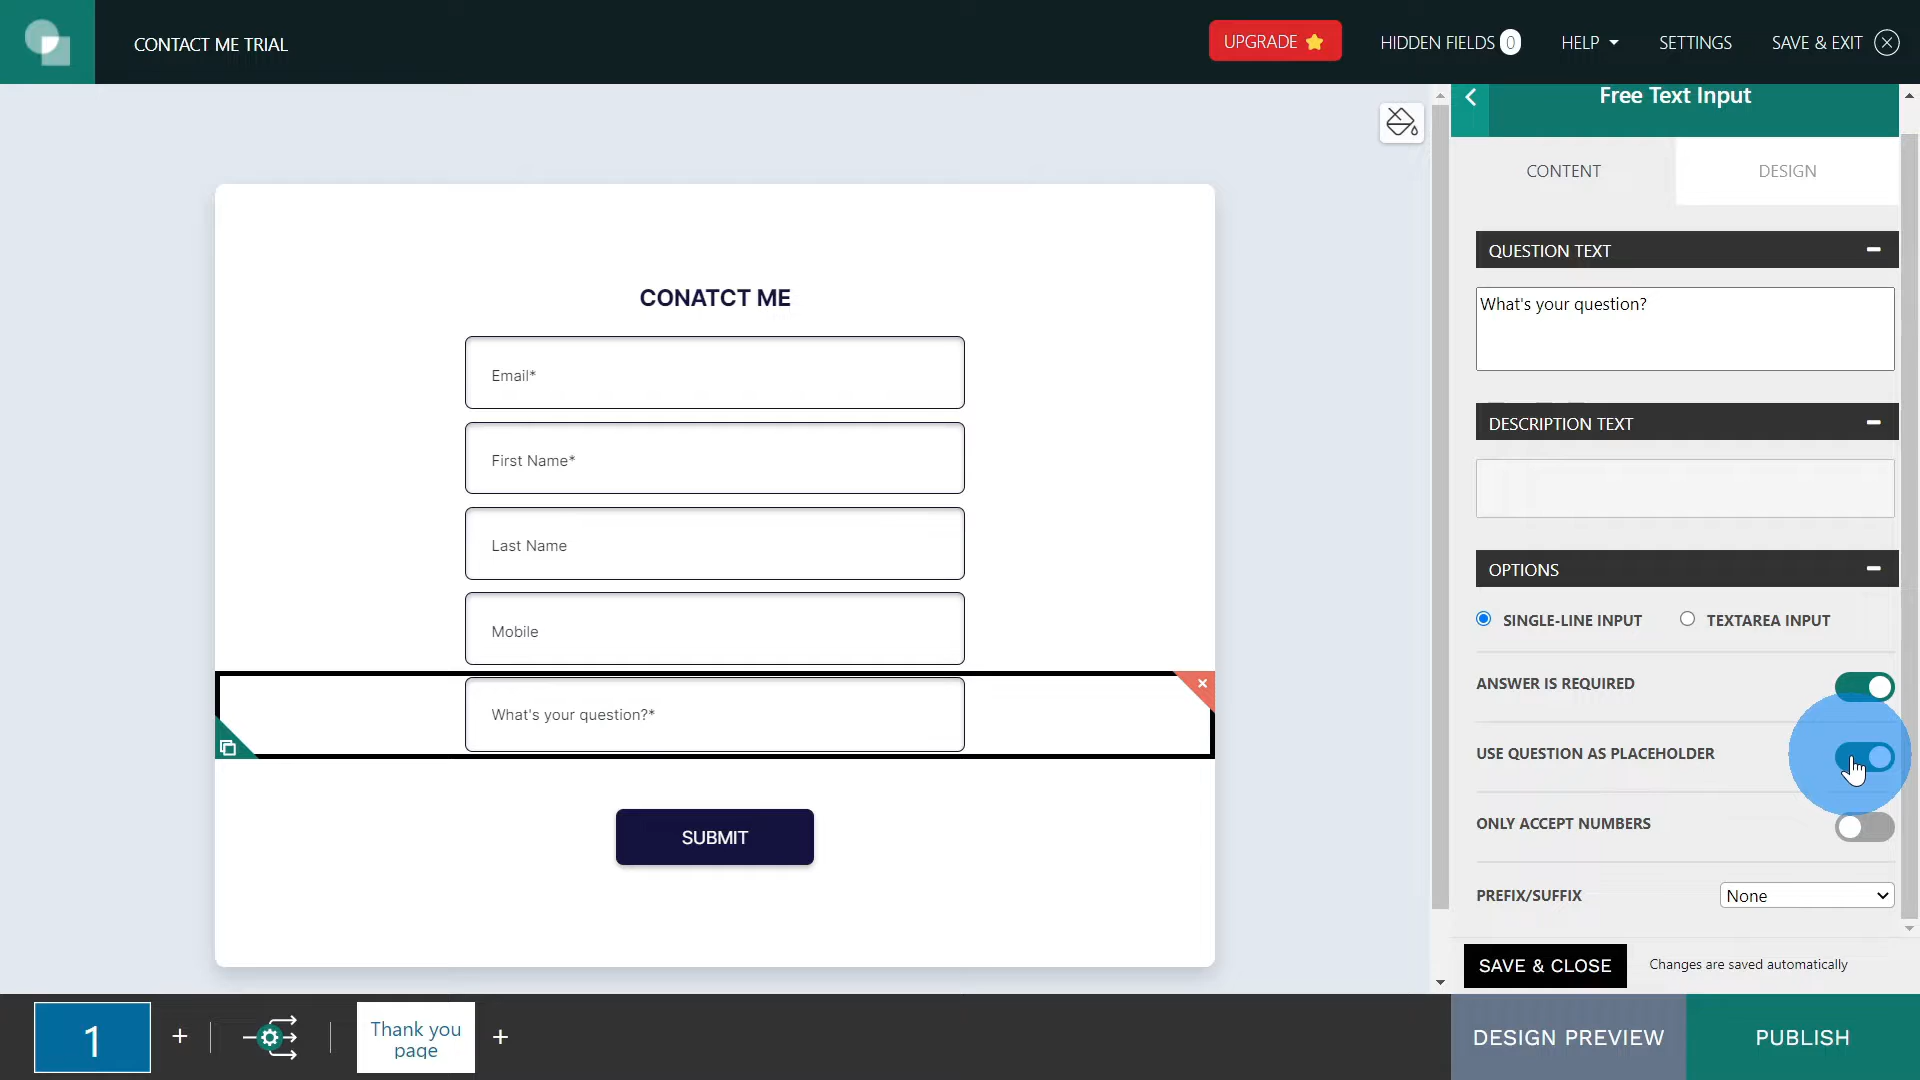 CONTACT ME TRIAL
UPGRADE
HIDDEN FIELDS 0
HELP
SETTINGS
SAVE & EXIT
CONATCT ME
Email*
First Name*
Last Name
Mobile
What's your question?*
SUBMIT
Free Text Input
CONTENT
DESIGN
QUESTION TEXT
What's your question?
DESCRIPTION TEXT
OPTIONS
SINGLE-LINE INPUT
TEXTAREA INPUT
ANSWER IS REQUIRED
USE QUESTION AS PLACEHOLDER
ONLY ACCEPT NUMBERS
PREFIX/SUFFIX
None
SAVE & CLOSE
Changes are saved automatically
1
+
Thank you
page
+
DESIGN PREVIEW
PUBLISH